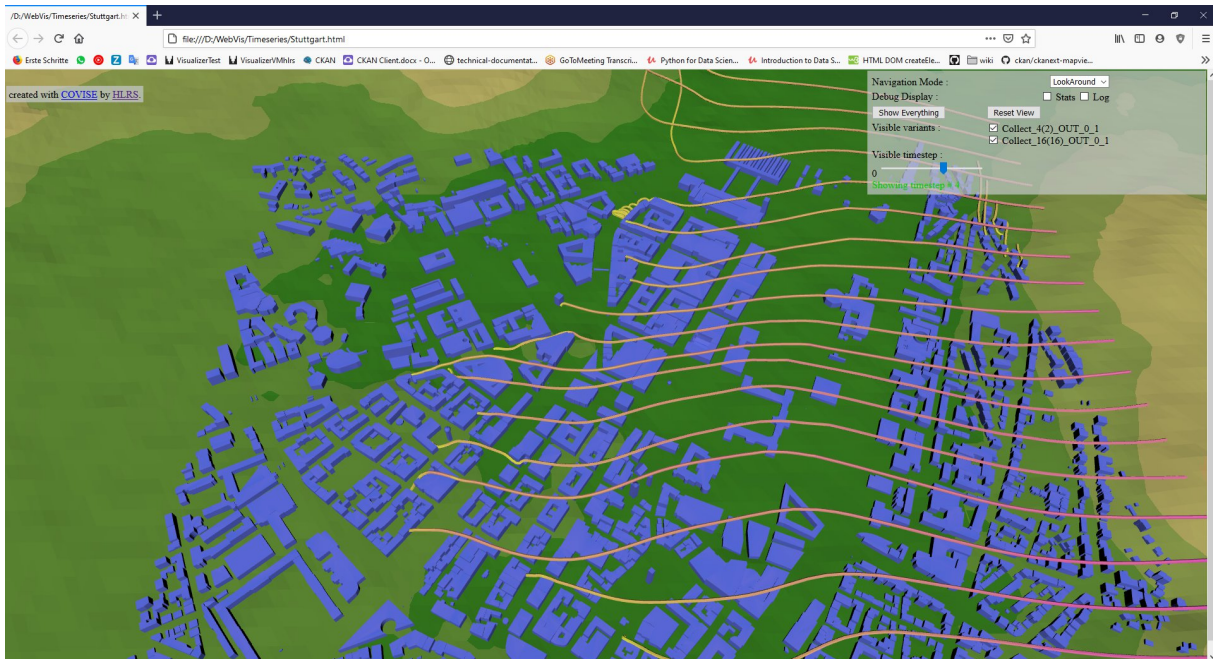 /D:/WebVis/Timeseries/Stuttgart.ht
file:///D:/WebVis/Timeseries/Stuttgart.html
Erste Schritte VisualizerTest VisualizerVMhlrs CKAN CKAN Client.docx - O... technical-documentat... GoToMeeting Transcri... Python for Data Scien... Introduction to Data S... HTML DOM createEle... wiki ckan/ckanext-mapvie...
created with COVISE by HLRS.
Navigation Mode : LookAround
Debug Display : Stats Log
Show Everything Reset View
Visible variants : Collect_4(2)_OUT_0_1
Collect_16(16)_OUT_0_1
Visible timestep :
0
Showing timestep